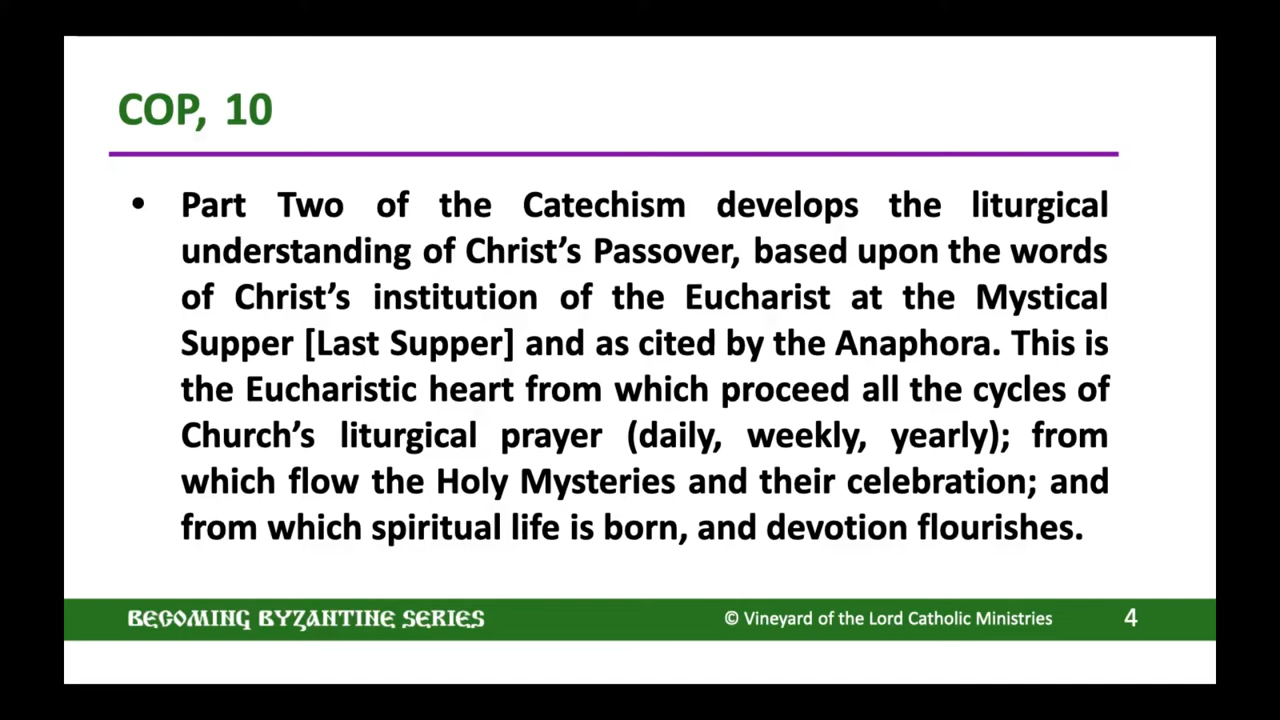 COP, 10
• Part Two of the Catechism develops the liturgical
understanding of Christ’s Passover, based upon the words
of Christ’s institution of the Eucharist at the Mystical
Supper [Last Supper] and as cited by the Anaphora. This is
the Eucharistic heart from which proceed all the cycles of
Church’s liturgical prayer (daily, weekly, yearly); from
which flow the Holy Mysteries and their celebration; and
from which spiritual life is born, and devotion flourishes.
BECOMING BYZANTINE SERIES
© Vineyard of the Lord Catholic Ministries
4